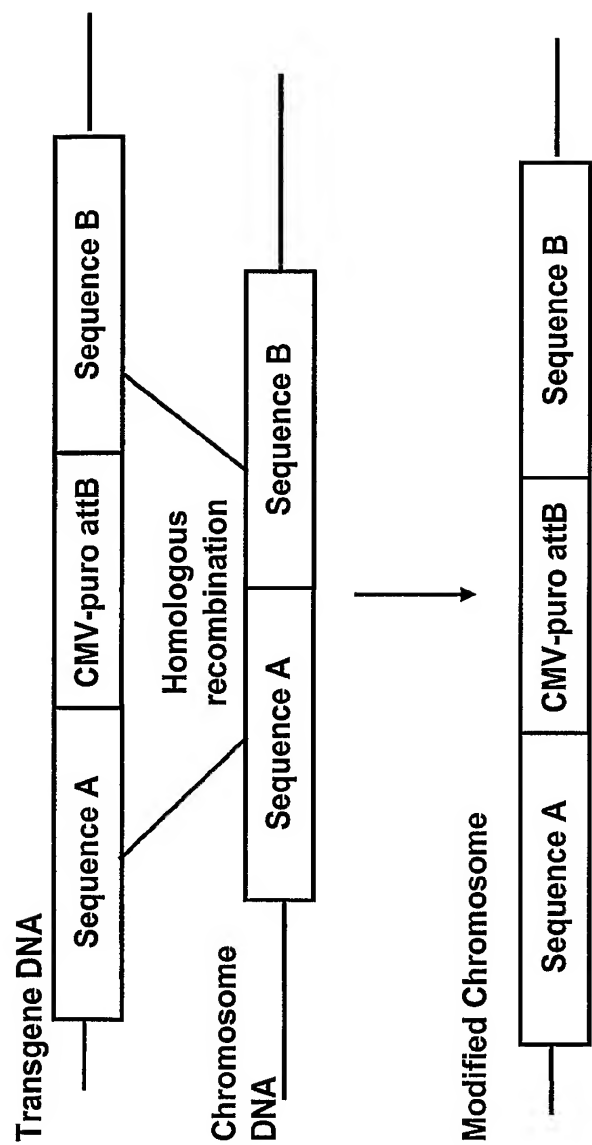 Transgene DNA
Sequence A
CMV-puro attB
Sequence B
Homologous
recombination
Chromosome
DNA
Sequence A
Sequence B
Modified Chromosome
Sequence A
CMV-puro attB
Sequence B